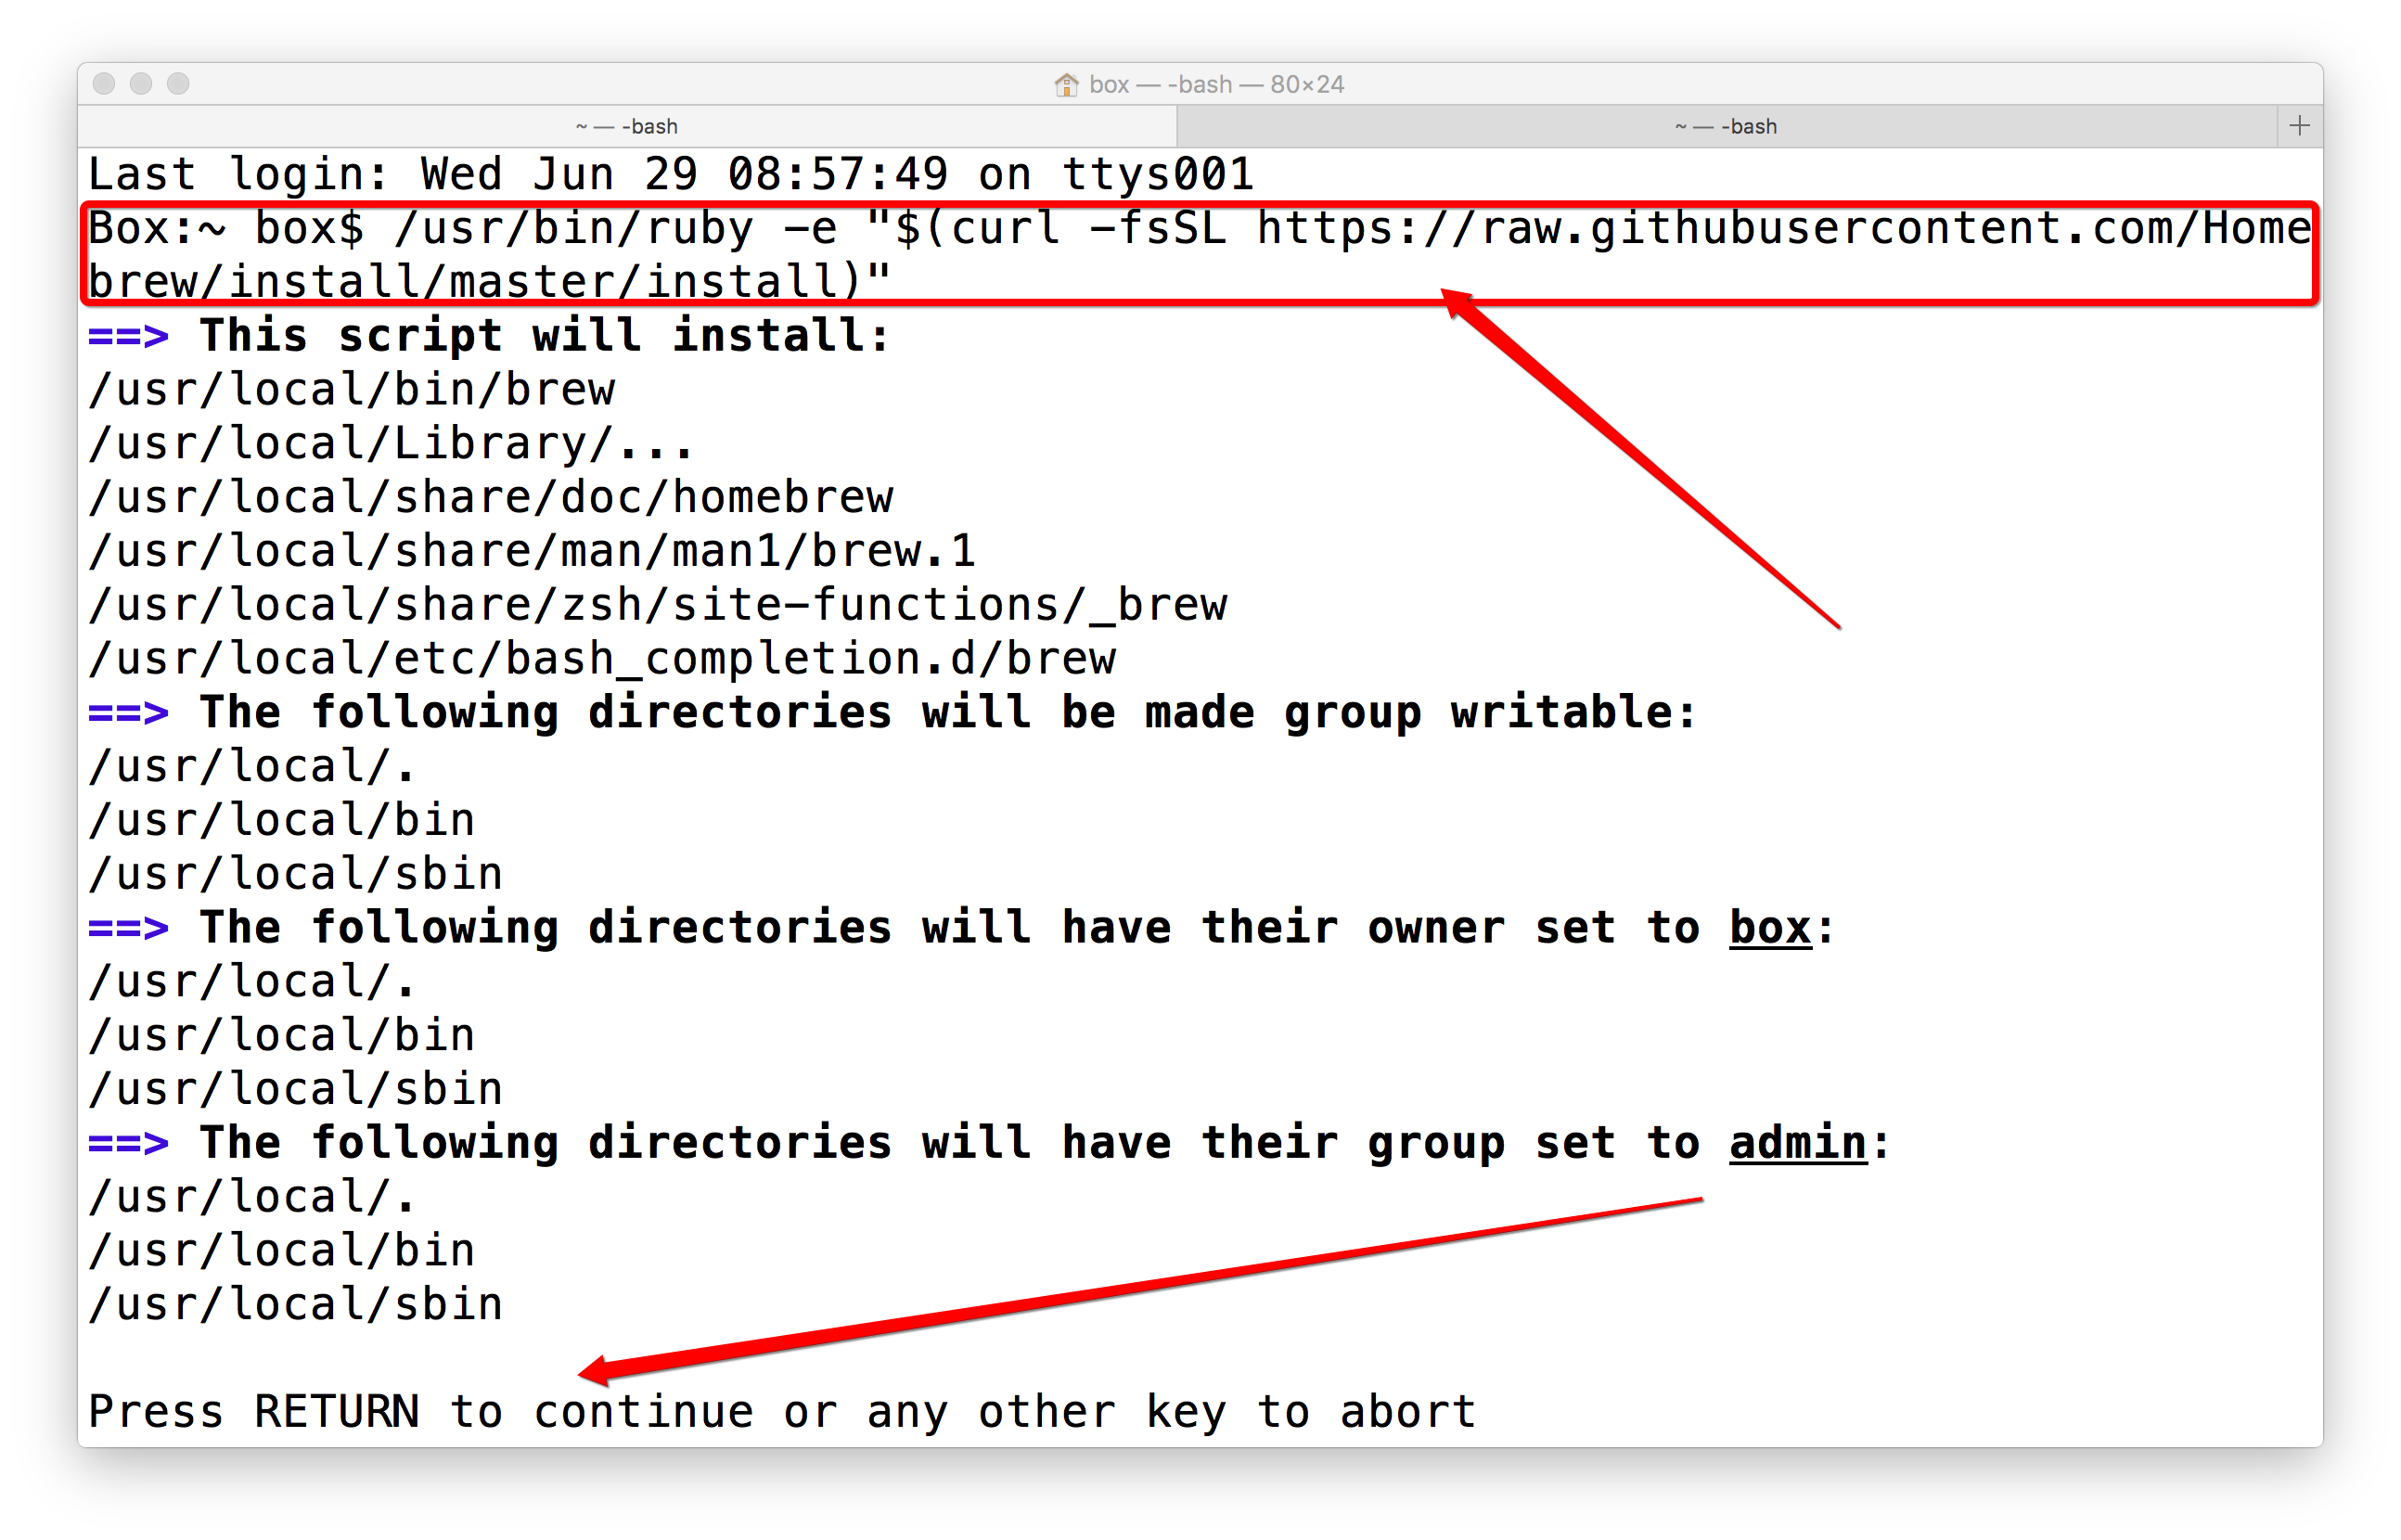 box — -bash — 80×24
~ — -bash
~ — -bash
Last login: Wed Jun 29 08:57:49 on ttys001
Box:~ box$ /usr/bin/ruby -e "$(curl -fsSL https://raw.githubusercontent.com/Home
brew/install/master/install)"
==> This script will install:
/usr/local/bin/brew
/usr/local/Library/...
/usr/local/share/doc/homebrew
/usr/local/share/man/man1/brew.1
/usr/local/share/zsh/site-functions/_brew
/usr/local/etc/bash_completion.d/brew
==> The following directories will be made group writable:
/usr/local/.
/usr/local/bin
/usr/local/sbin
==> The following directories will have their owner set to box:
/usr/local/.
/usr/local/bin
/usr/local/sbin
==> The following directories will have their group set to admin:
/usr/local/.
/usr/local/bin
/usr/local/sbin
Press RETURN to continue or any other key to abort